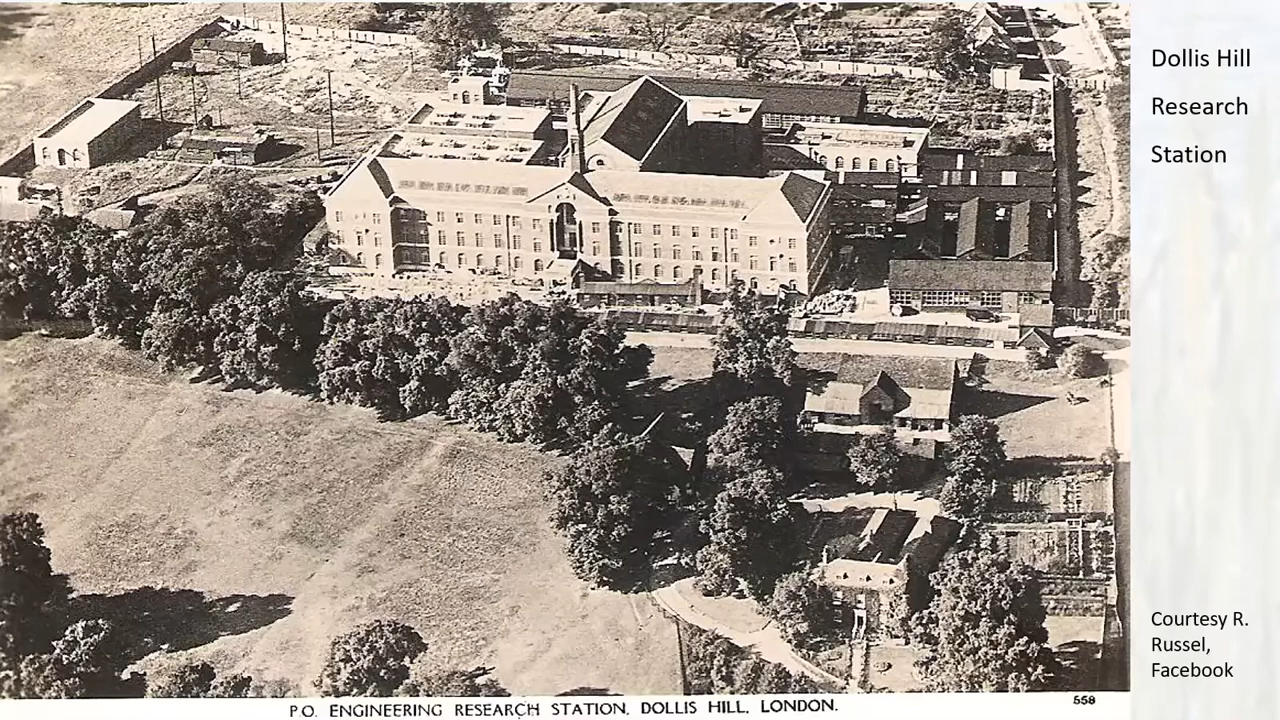 Dollis Hill
Research
Station
Courtesy R.
Russel,
Facebook
P.O. ENGINEERING RESEARCH STATION, DOLLIS HILL, LONDON.
558